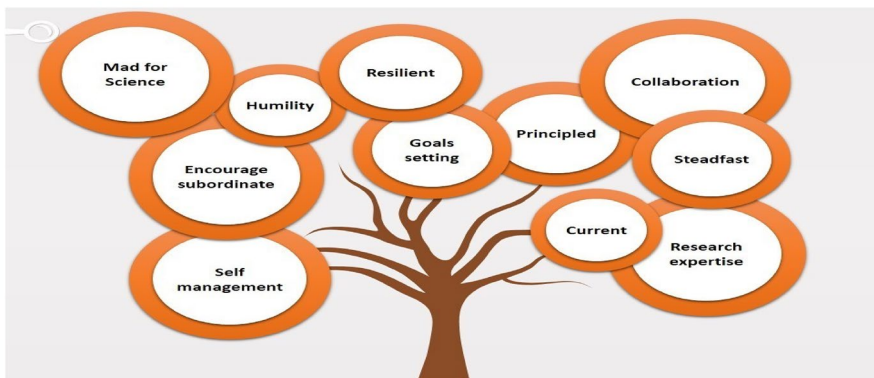 Mad for
Science
Humility
Resilient
Collaboration
Goals
setting
Principled
Steadfast
Encourage
subordinate
Current
Research
expertise
Self
management